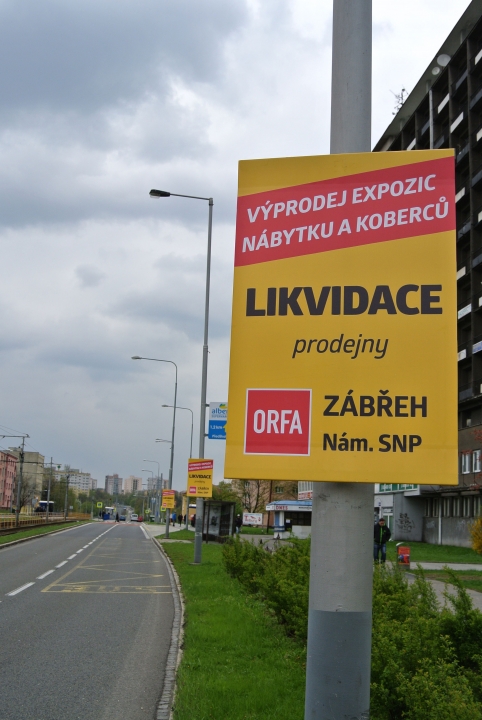 VÝPRODEJ EXPOZIC
NÁBYTKU A KOBERCŮ
LIKVIDACE
prodejny
ORFA
ZÁBŘEH
Nám. SNP